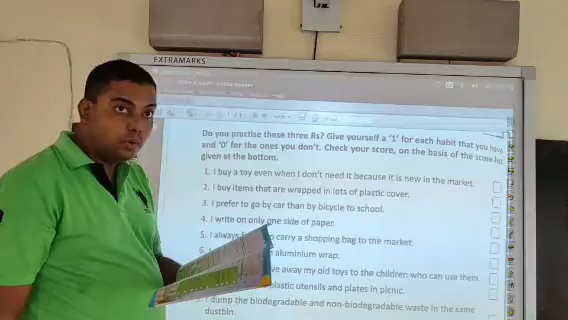 EXTRAMARKS
Do you practise these three Rs? Give yourself a '1' for each habit that you have
and '0' for the ones you don't. Check your score, on the basis of the score-list
given at the bottom.
1. I buy a toy even when I don't need it because it is new in the market.
2. I buy items that are wrapped in lots of plastic cover.
3. I prefer to go by car than by bicycle to school.
4. I write on only one side of paper.
5. I always to carry a shopping bag to the market.
6. aluminium wrap.
away my old toys to the children who can use them.
plastic utensils and plates in picnic.
I dump the biodegradable and non-biodegradable waste in the same
dustbin.